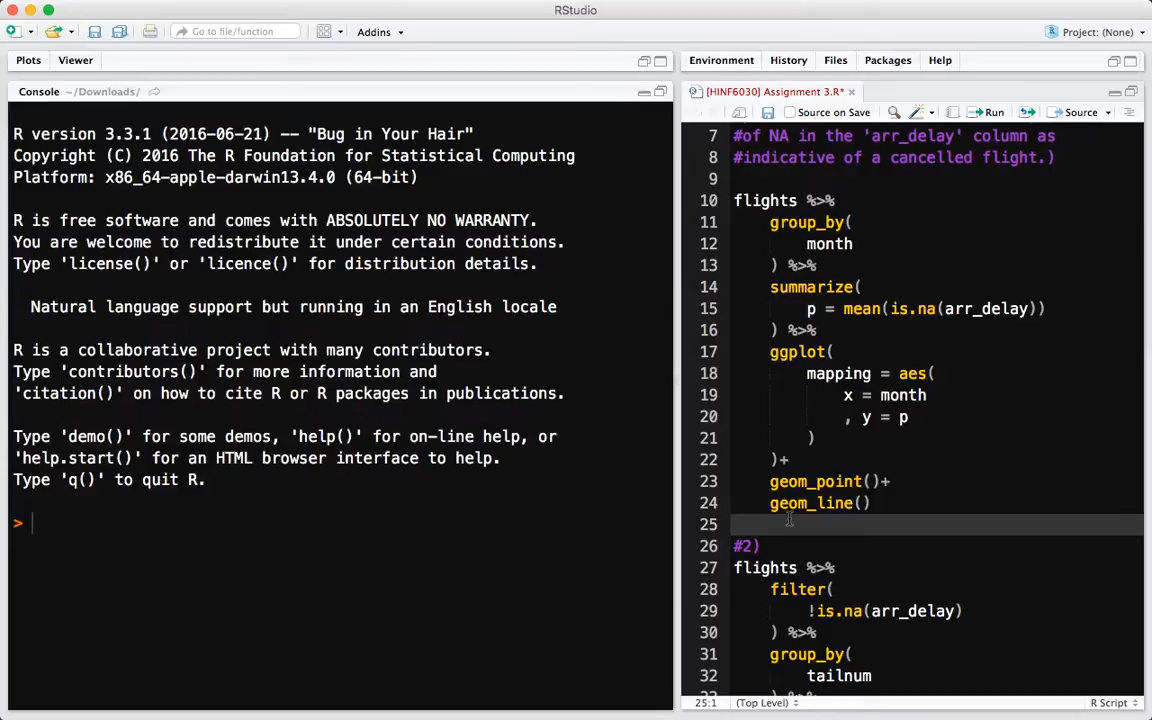 RStudio
Go to file/function
Addins
Project: (None)
Plots Viewer
Environment History Files Packages Help
Console ~/Downloads/
[HINF6030] Assignment 3.R*
Source on Save Run Source
R version 3.3.1 (2016-06-21) -- "Bug in Your Hair"
Copyright (C) 2016 The R Foundation for Statistical Computing
Platform: x86_64-apple-darwin13.4.0 (64-bit)
R is free software and comes with ABSOLUTELY NO WARRANTY.
You are welcome to redistribute it under certain conditions.
Type 'license()' or 'licence()' for distribution details.
Natural language support but running in an English locale
R is a collaborative project with many contributors.
Type 'contributors()' for more information and
'citation()' on how to cite R or R packages in publications.
Type 'demo()' for some demos, 'help()' for on-line help, or
'help.start()' for an HTML browser interface to help.
Type 'q()' to quit R.
>
7 #of NA in the 'arr_delay' column as
8 #indicative of a cancelled flight.)
9
10 flights %>%
11 group_by(
12 month
13 ) %>%
14 summarize(
15 p = mean(is.na(arr_delay))
16 ) %>%
17 ggplot(
18 mapping = aes(
19 x = month
20 , y = p
21 )
22 )+
23 geom_point()+
24 geom_line()
25
26 #2)
27 flights %>%
28 filter(
29 !is.na(arr_delay)
30 ) %>%
31 group_by(
32 tailnum
25:1 (Top Level) R Script